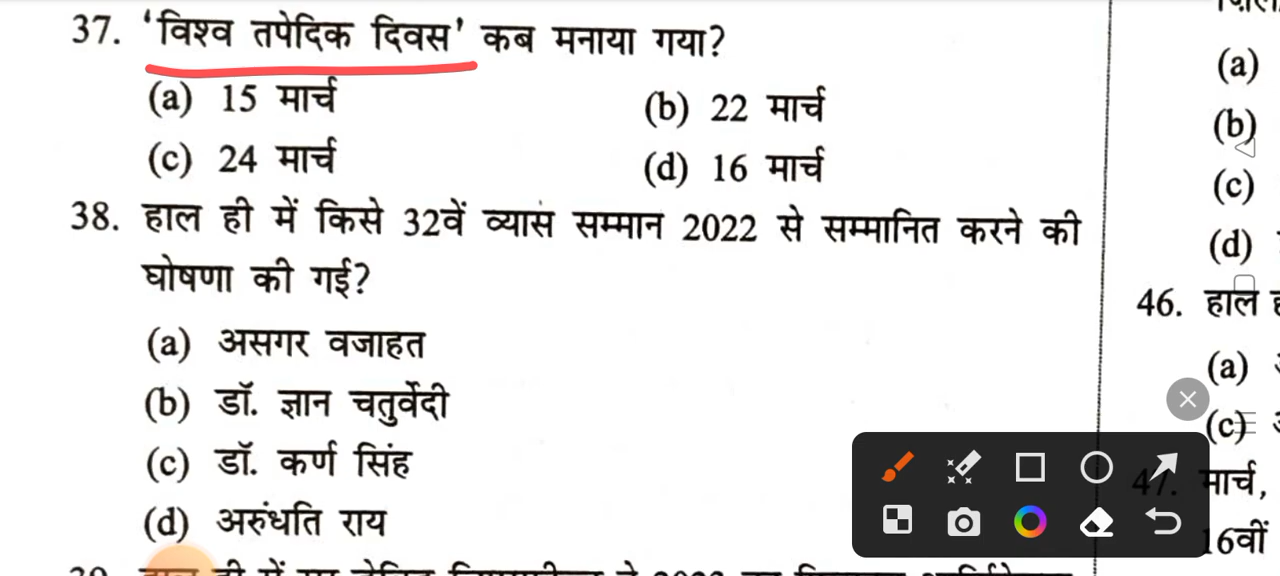 37. 'विश्व तपेदिक दिवस' कब मनाया गया?
(a) 15 मार्च (b) 22 मार्च
(c) 24 मार्च (d) 16 मार्च
38. हाल ही में किसे 32वें व्यास सम्मान 2022 से सम्मानित करने की
घोषणा की गई?
(a) असगर वजाहत
(b) डॉ. ज्ञान चतुर्वेदी
(c) डॉ. कर्ण सिंह
(d) अरुंधति राय
(a)
(b)
(c)
(d)
46. हाल
(a)
(c)
47. मार्च,
16वीं